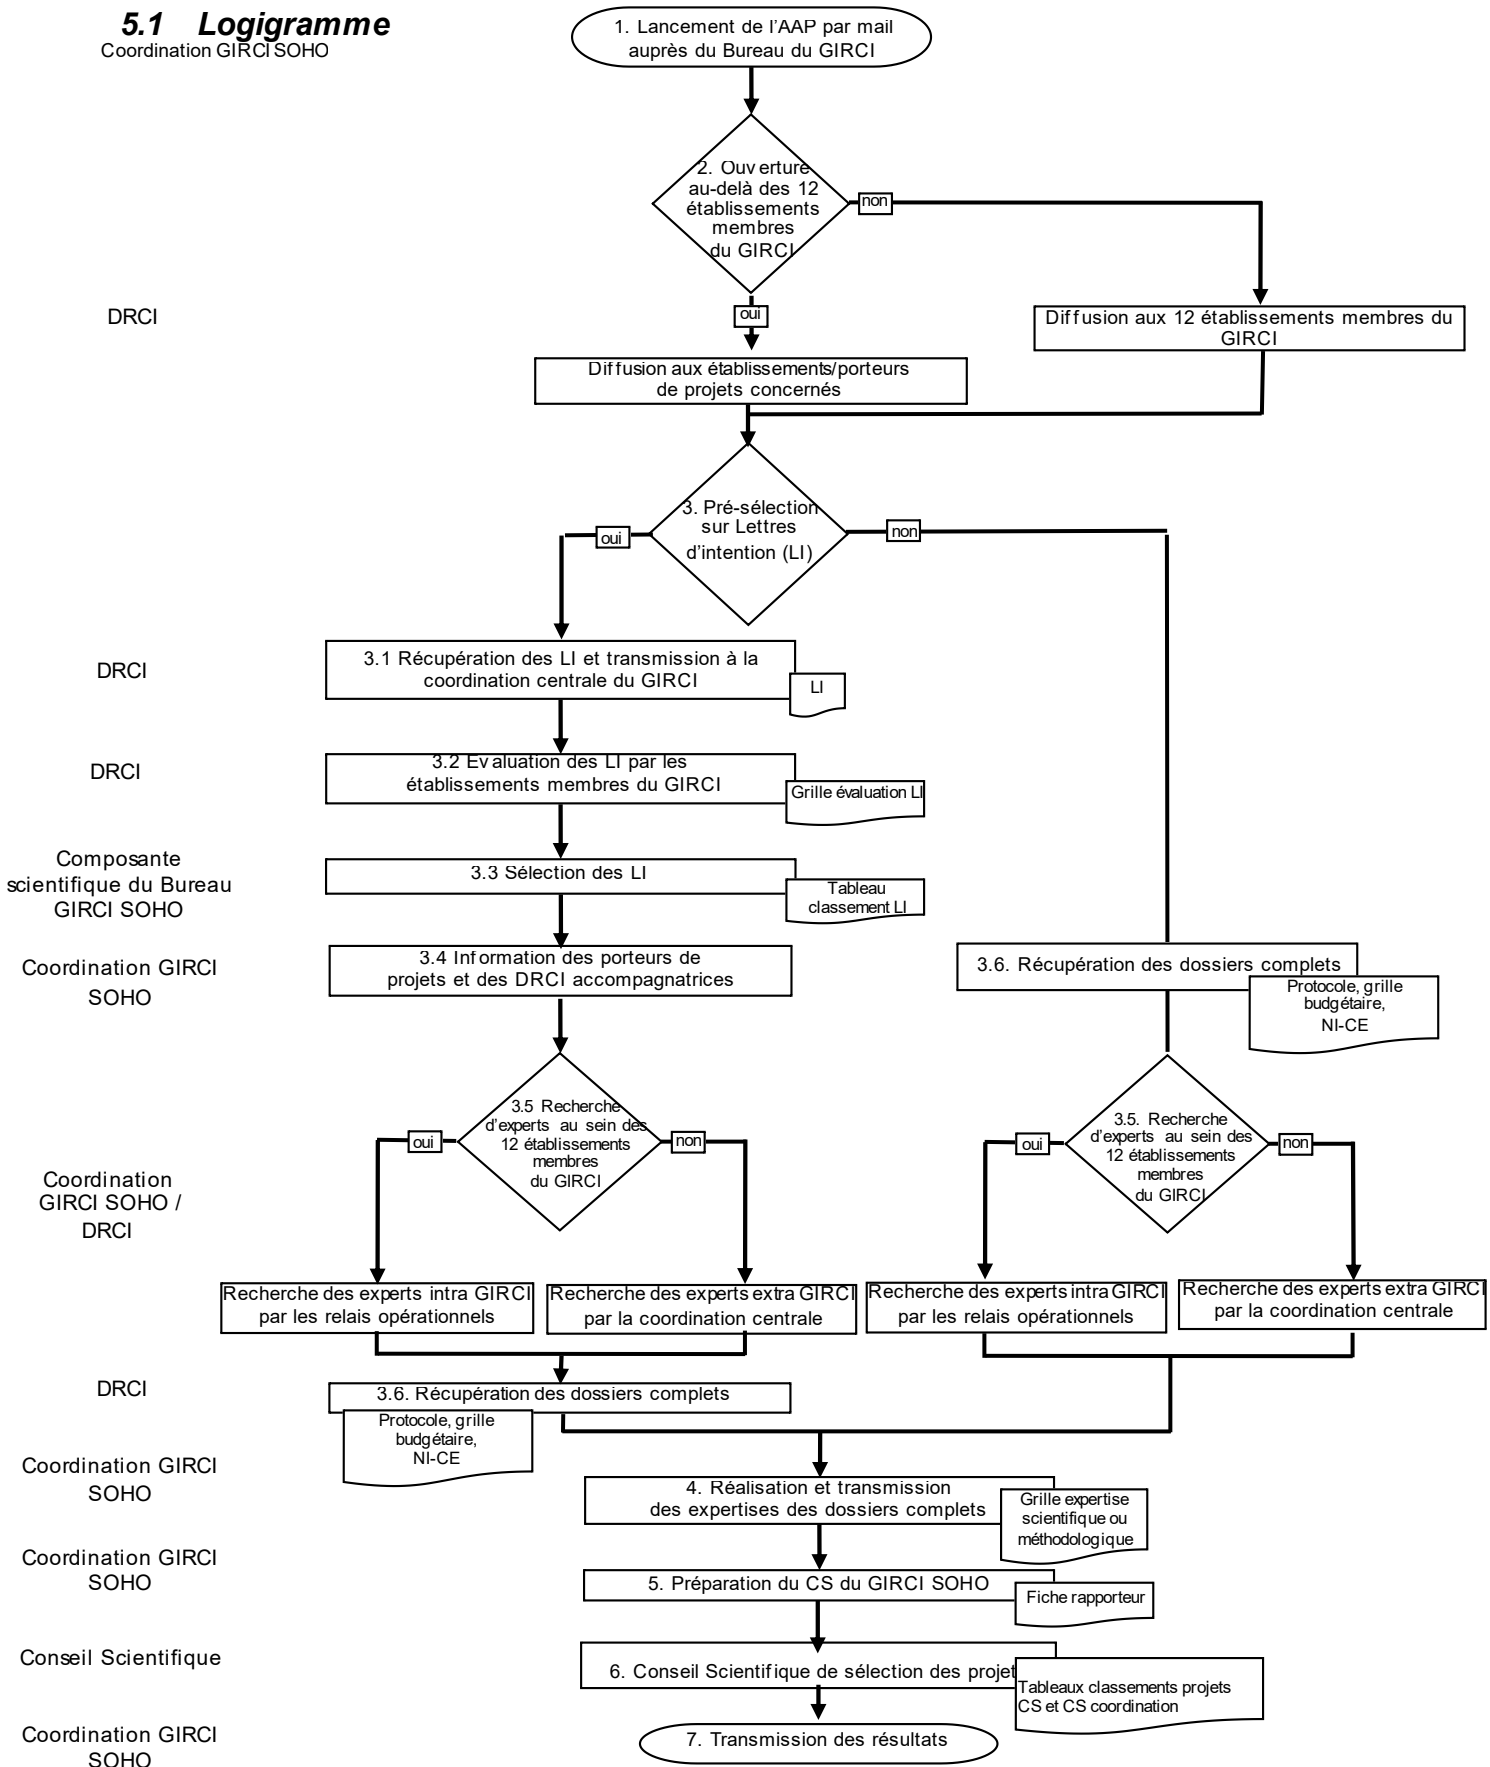 5.1 Logigramme
Coordination GIRCI SOHO
1. Lancement de l'AAP par mail
auprès du Bureau du GIRCI
2. Ouverture
au-delà des 12
établissements
membres
du GIRCI
non
oui
DRCI
Diffusion aux 12 établissements membres du
GIRCI
Diffusion aux établissements/porteurs
de projets concernés
3. Pré-sélection
sur Lettres
d'intention (LI)
oui
non
DRCI
3.1 Récupération des LI et transmission à la
coordination centrale du GIRCI
LI
DRCI
3.2 Evaluation des LI par les
établissements membres du GIRCI
Grille évaluation LI
Composante
scientifique du Bureau
GIRCI SOHO
3.3 Sélection des LI
Tableau
classement LI
Coordination GIRCI
SOHO
3.4 Information des porteurs de
projets et des DRCI accompagnatrices
3.6. Récupération des dossiers complets
Protocole, grille
budgétaire,
NI-CE
Coordination
GIRCI SOHO /
DRCI
3.5 Recherche
d'experts au sein des
12 établissements
membres
du GIRCI
oui
non
3.5. Recherche
d'experts au sein des
12 établissements
membres
du GIRCI
oui
non
Recherche des experts intra GIRCI
par les relais opérationnels
Recherche des experts extra GIRCI
par la coordination centrale
Recherche des experts intra GIRCI
par les relais opérationnels
Recherche des experts extra GIRCI
par la coordination centrale
DRCI
3.6. Récupération des dossiers complets
Protocole, grille
budgétaire,
NI-CE
Coordination GIRCI
SOHO
4. Réalisation et transmission
des expertises des dossiers complets
Grille expertise
scientifique ou
méthodologique
Coordination GIRCI
SOHO
5. Préparation du CS du GIRCI SOHO
Fiche rapporteur
Conseil Scientifique
6. Conseil Scientifique de sélection des projet
Tableaux classements projets
CS et CS coordination
Coordination GIRCI
SOHO
7. Transmission des résultats